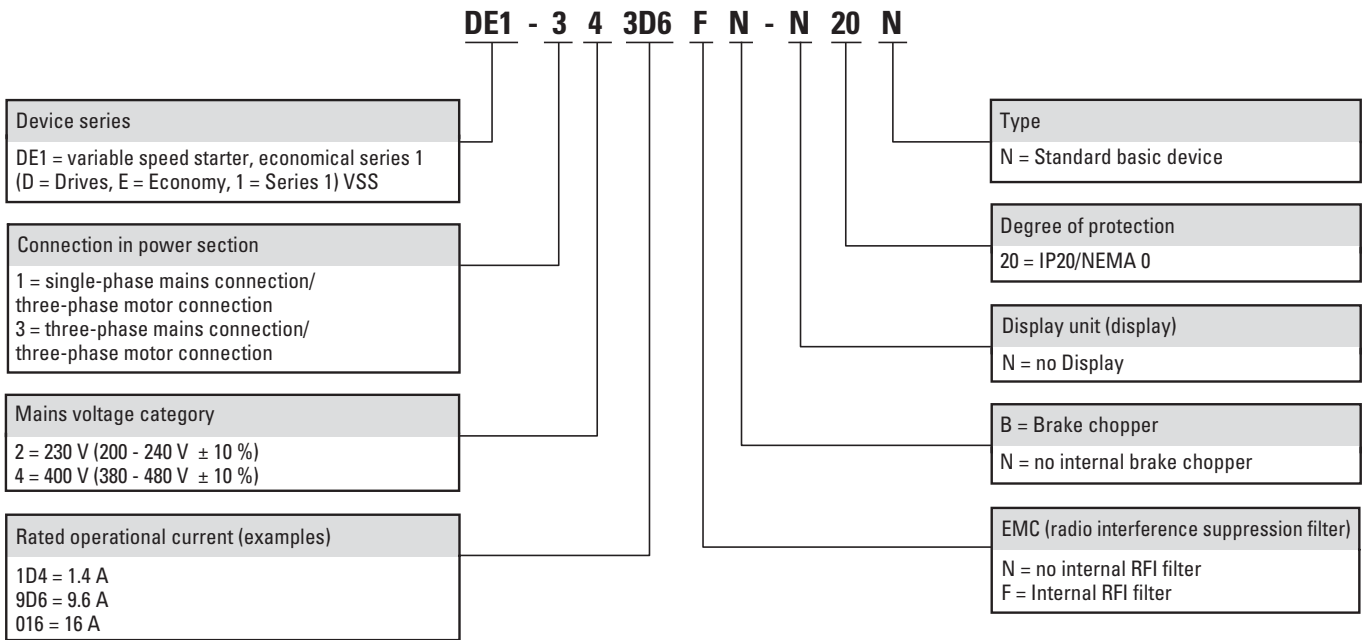 DE1 - 3 4 3D6 F N - N 20 N
Device series
DE1 = variable speed starter, economical series 1
(D = Drives, E = Economy, 1 = Series 1) VSS
Connection in power section
1 = single-phase mains connection/
three-phase motor connection
3 = three-phase mains connection/
three-phase motor connection
Mains voltage category
2 = 230 V (200 - 240 V ± 10 %)
4 = 400 V (380 - 480 V ± 10 %)
Rated operational current (examples)
1D4 = 1.4 A
9D6 = 9.6 A
016 = 16 A
Type
N = Standard basic device
Degree of protection
20 = IP20/NEMA 0
Display unit (display)
N = no Display
B = Brake chopper
N = no internal brake chopper
EMC (radio interference suppression filter)
N = no internal RFI filter
F = Internal RFI filter